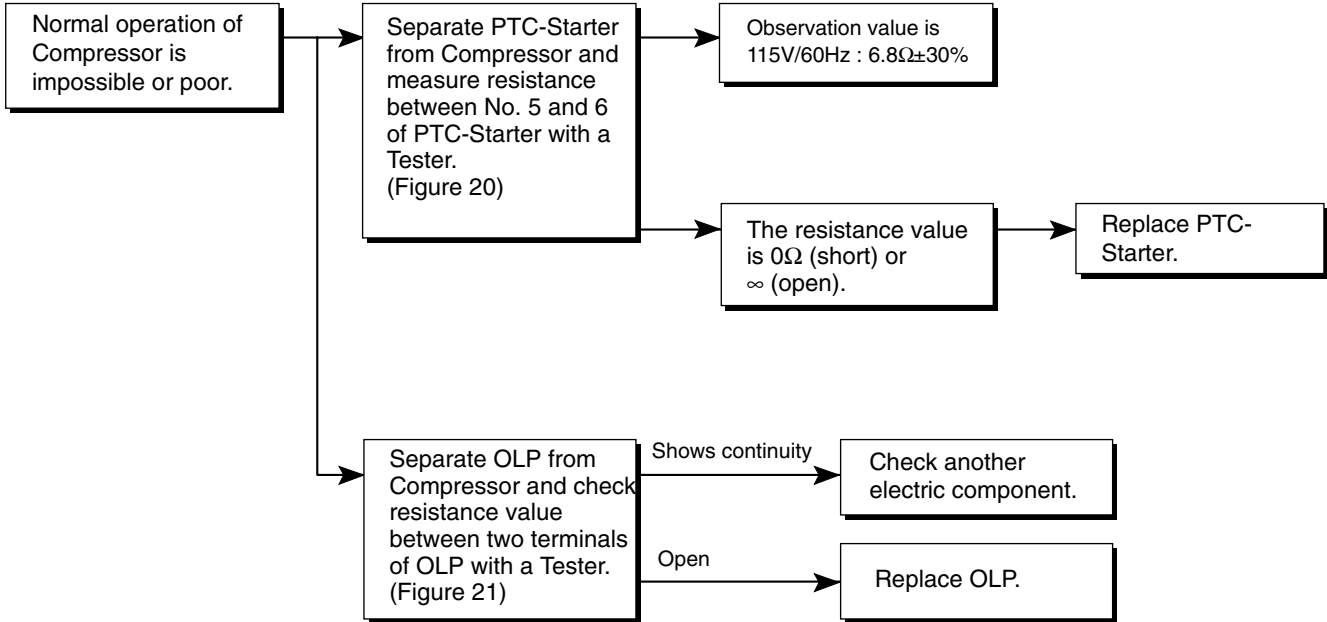 Normal operation of
Compressor is
impossible or poor.
Separate PTC-Starter
from Compressor and
measure resistance
between No. 5 and 6
of PTC-Starter with a
Tester.
(Figure 20)
Observation value is
115V/60Hz : 6.8Ω±30%
The resistance value
is 0Ω (short) or
∞ (open).
Replace PTC-
Starter.
Separate OLP from
Compressor and check
resistance value
between two terminals
of OLP with a Tester.
(Figure 21)
Shows continuity
Check another
electric component.
Open
Replace OLP.